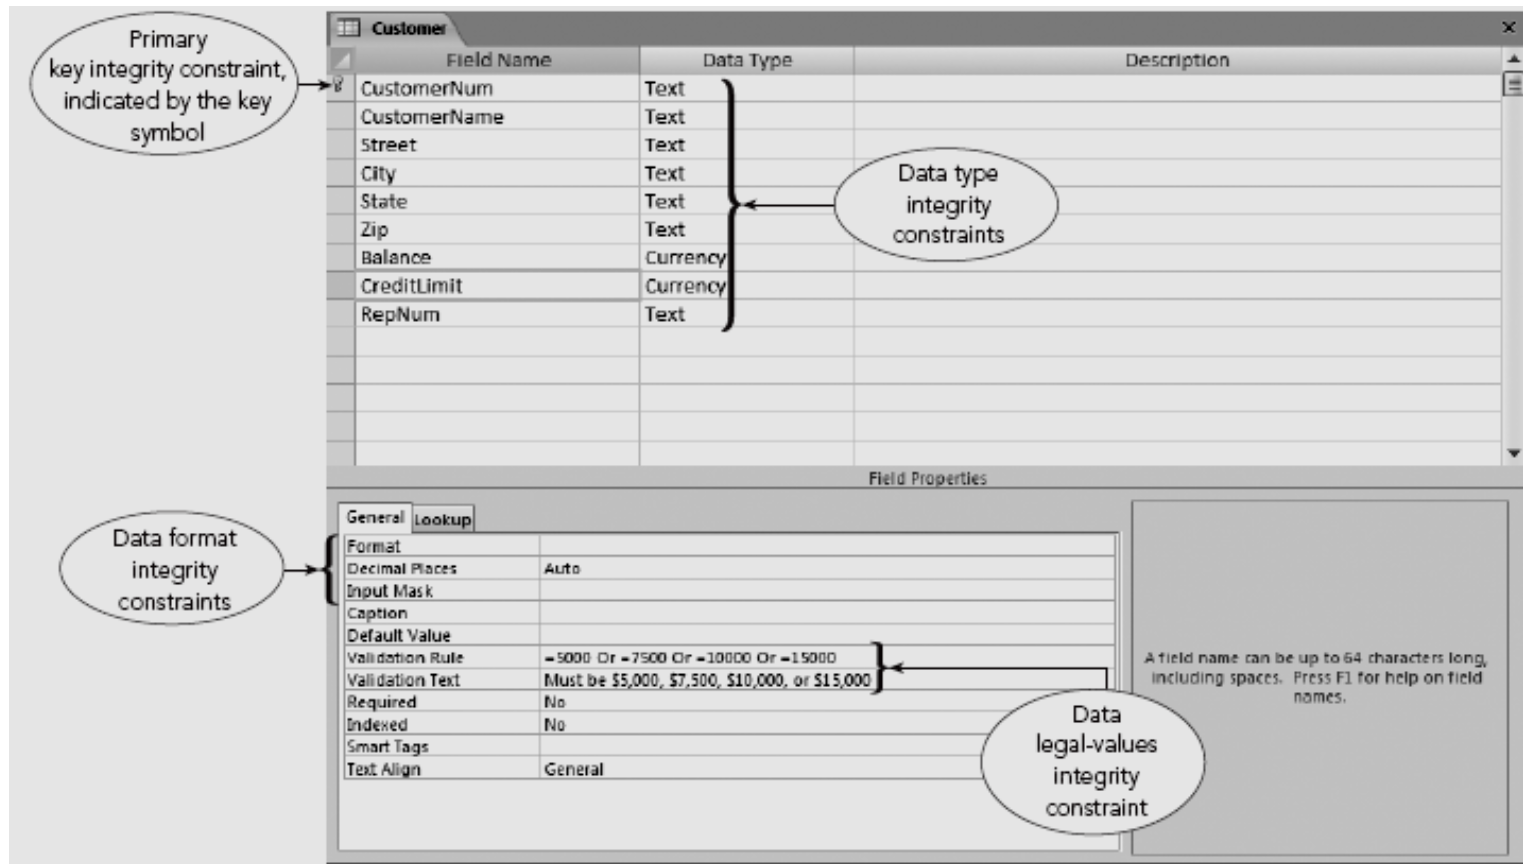 Primary
key integrity constraint,
indicated by the key
symbol
Customer
Field Name Data Type Description
CustomerNum Text
CustomerName Text
Street Text
City Text
State Text
Zip Text
Balance Currency
CreditLimit Currency
RepNum Text
Data type
integrity
constraints
Field Properties
Data format
integrity
constraints
General Lookup
Format
Decimal Places Auto
Input Mask
Caption
Default Value
Validation Rule =5000 Or =7500 Or =10000 Or =15000
Validation Text Must be $5,000, $7,500, $10,000, or $15,000
Required No
Indexed No
Smart Tags
Text Align General
Data
legal-values
integrity
constraint
A field name can be up to 64 characters long,
including spaces. Press F1 for help on field
names.